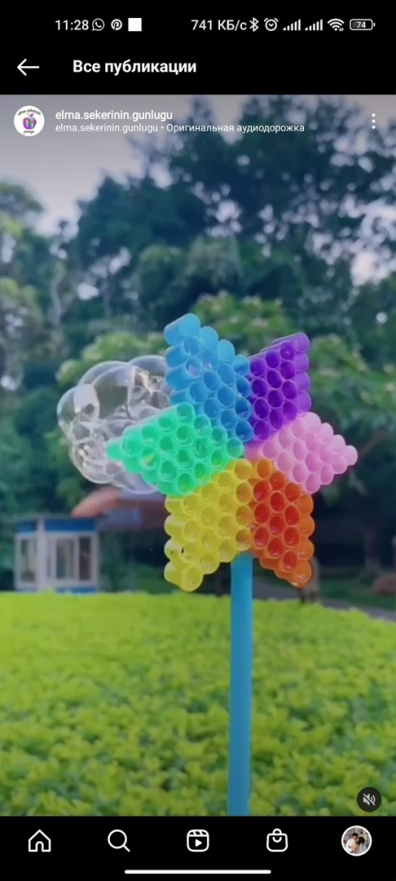 11:28 741 КБ/с 74
Все публикации
elma.sekerinin.gunlugu
elma.sekerinin.gunlugu • Оригинальная аудиодорожка